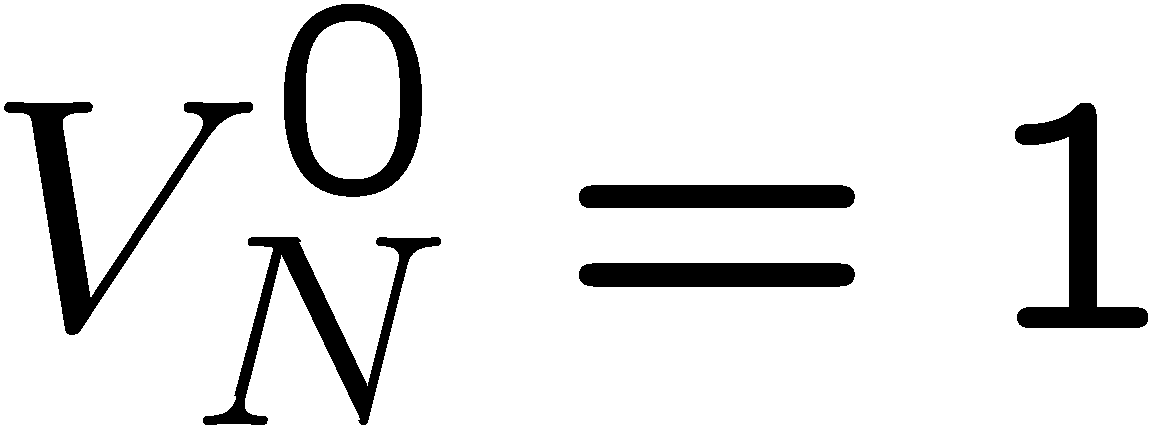 $V_N^0 = 1$